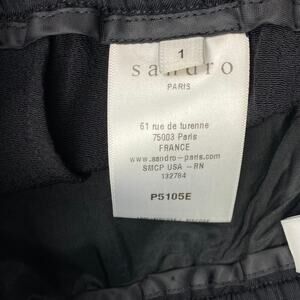 1
sandro
PARIS
61 rue de turenne
75003 Paris
FRANCE
www.sandro-paris.com
SMCP USA - RN
132784
P5105E